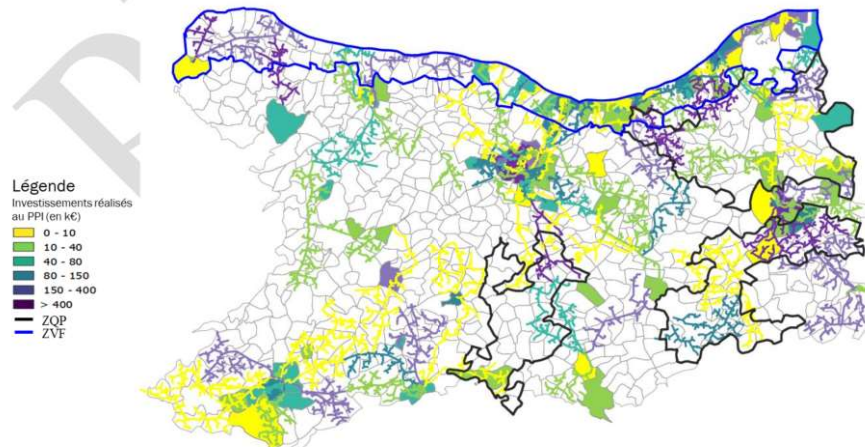 P
Légende
Investissements réalisés
au PPI (en k€)
0 - 10
10 - 40
40 - 80
80 - 150
150 - 400
> 400
ZQP
ZVF